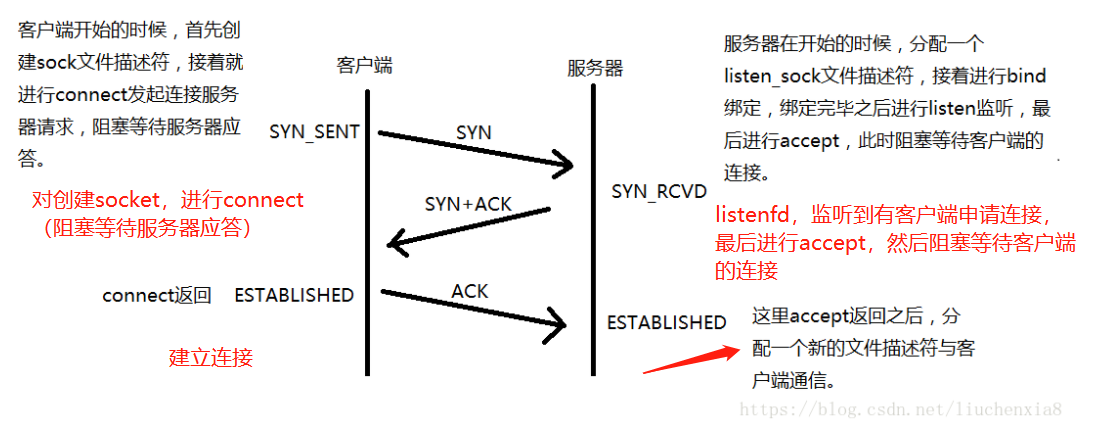 客户端开始的时候，首先创
建sock文件描述符，接着就
进行connect发起连接服务
器请求，阻塞等待服务器应
答。
对创建socket，进行connect
（阻塞等待服务器应答）
connect返回
建立连接
客户端
服务器
SYN_SENT
SYN
SYN_RCVD
SYN+ACK
ESTABLISHED
ACK
ESTABLISHED
服务器在开始的时候，分配一个
listen_sock文件描述符，接着进行bind
绑定，绑定完毕之后进行listen监听，最
后进行accept，此时阻塞等待客户端的
连接。
listenfd，监听到有客户端申请连接，
最后进行accept，然后阻塞等待客户端
的连接
这里accept返回之后，分
配一个新的文件描述符与客
户端通信。
https://blog.csdn.net/liuchenxia8